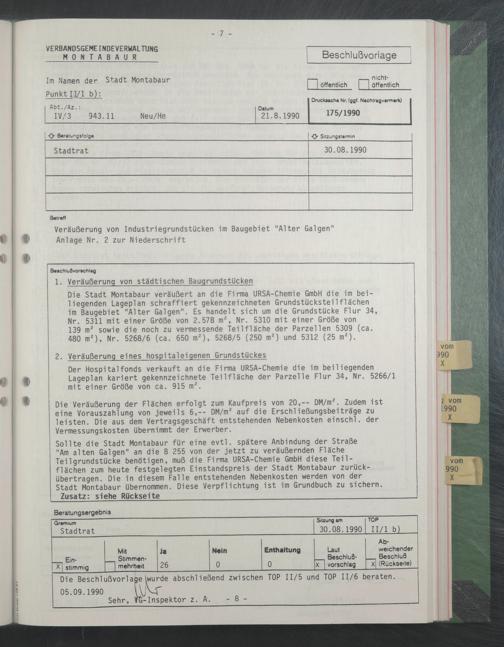 - 7 -
VERBANDSGEMEINDEVERWALTUNG
MONTABAUR
Beschlußvorlage
Im Namen der Stadt Montabaur
öffentlich
nicht-
öffentlich
Punkt II/I b):
Drucksache Nr. (ggf. Nachtragvermerk)
Abt./Az.:
Datum
IV/3 943.11 Neu/He
21.8.1990
175/1990
Beratungsfolge
Sitzungstermin
Stadtrat
30.08.1990
Betreff
Veräußerung von Industriegrundstücken im Baugebiet "Alter Galgen"
Anlage Nr. 2 zur Niederschrift
Beschlußvorschlag
1. Veräußerung von städtischen Baugrundstücken
Die Stadt Montabaur veräußert an die Firma URSA-Chemie GmbH die im bei-
liegenden Lageplan schraffiert gekennzeichneten Grundstücksteilflächen
im Baugebiet "Alter Galgen". Es handelt sich um die Grundstücke Flur 34,
Nr. 5311 mit einer Größe von 2.578 m², Nr. 5310 mit einer Größe von
139 m² sowie die noch zu vermessende Teilfläche der Parzellen 5309 (ca.
480 m²), Nr. 5268/6 (ca. 650 m²), 5268/5 (250 m²) und 5312 (25 m²).
2. Veräußerung eines hospitaleigenen Grundstückes
Der Hospitalfonds verkauft an die Firma URSA-Chemie die im beiliegenden
Lageplan kariert gekennzeichnete Teilfläche der Parzelle Flur 34, Nr. 5266/1
mit einer Größe von ca. 915 m².
Die Veräußerung der Flächen erfolgt zum Kaufpreis von 20,-- DM/m². Zudem ist
eine Vorauszahlung von jeweils 6,-- DM/m² auf die Erschließungsbeiträge zu
leisten. Die aus dem Vertragsgeschäft entstehenden Nebenkosten einschl. der
Vermessungskosten übernimmt der Erwerber.
Sollte die Stadt Montabaur für eine evtl. spätere Anbindung der Straße
"Am alten Galgen" an die B 255 von der jetzt zu veräußernden Fläche
Teilgrundstücke benötigen, muß die Firma URSA-Chemie GmbH diese Teil-
flächen zum heute festgelegten Einstandspreis der Stadt Montabaur zurück-
übertragen. Die in diesem Falle entstehenden Nebenkosten werden von der
Stadt Montabaur übernommen. Diese Verpflichtung ist im Grundbuch zu sichern.
Zusatz: siehe Rückseite
Beratungsergebnis
Gremium
Sitzung am
TOP
Stadtrat
30.08.1990
II/1 b)
X Ein-
stimmig
Mit
Stimmen-
mehrheit
Ja
26
Nein
0
Enthaltung
0
X Laut
Beschluß-
vorschlag
X Ab-
weichender
Beschluß
(Rückseite)
Die Beschlußvorlage wurde abschließend zwischen TOP II/5 und TOP II/6 beraten.
05.09.1990
Sehr, VG-Inspektor z. A.
- 8 -
vom
990
X
vom
1990
X
vom
990
X